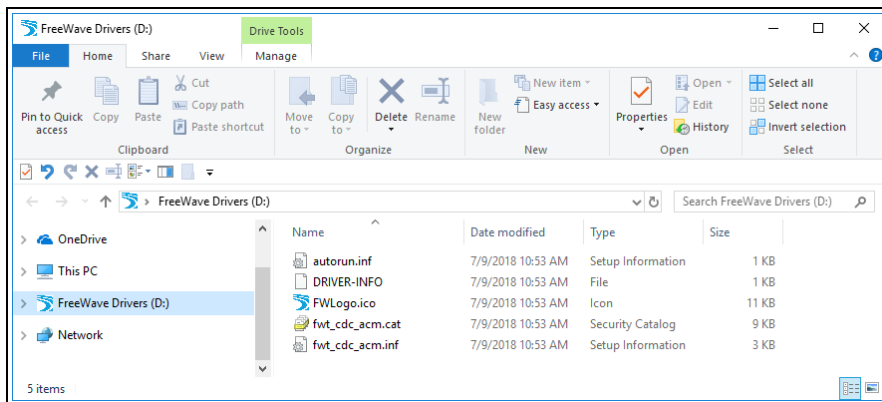 FreeWave Drivers (D:)
Drive Tools
File Home Share View Manage
Pin to Quick access
Copy
Paste
Cut
Copy path
Paste shortcut
Clipboard
Move to
Copy to
Delete
Rename
Organize
New folder
New item
Easy access
New
Properties
Open
Edit
History
Open
Select all
Select none
Invert selection
Select
FreeWave Drivers (D:)
Search FreeWave Drivers (D:)
OneDrive
This PC
FreeWave Drivers (D:)
Network
Name Date modified Type Size
autorun.inf 7/9/2018 10:53 AM Setup Information 1 KB
DRIVER-INFO 7/9/2018 10:53 AM File 1 KB
FWLogo.ico 7/9/2018 10:53 AM Icon 11 KB
fwt_cdc_acm.cat 7/9/2018 10:53 AM Security Catalog 9 KB
fwt_cdc_acm.inf 7/9/2018 10:53 AM Setup Information 3 KB
5 items